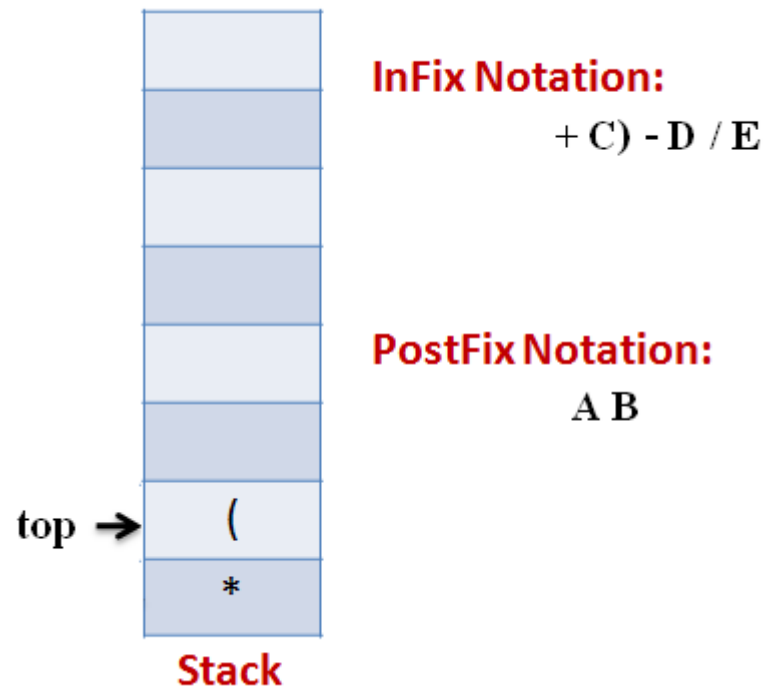 InFix Notation:
+ C) - D / E
PostFix Notation:
A B
top → (
*
Stack